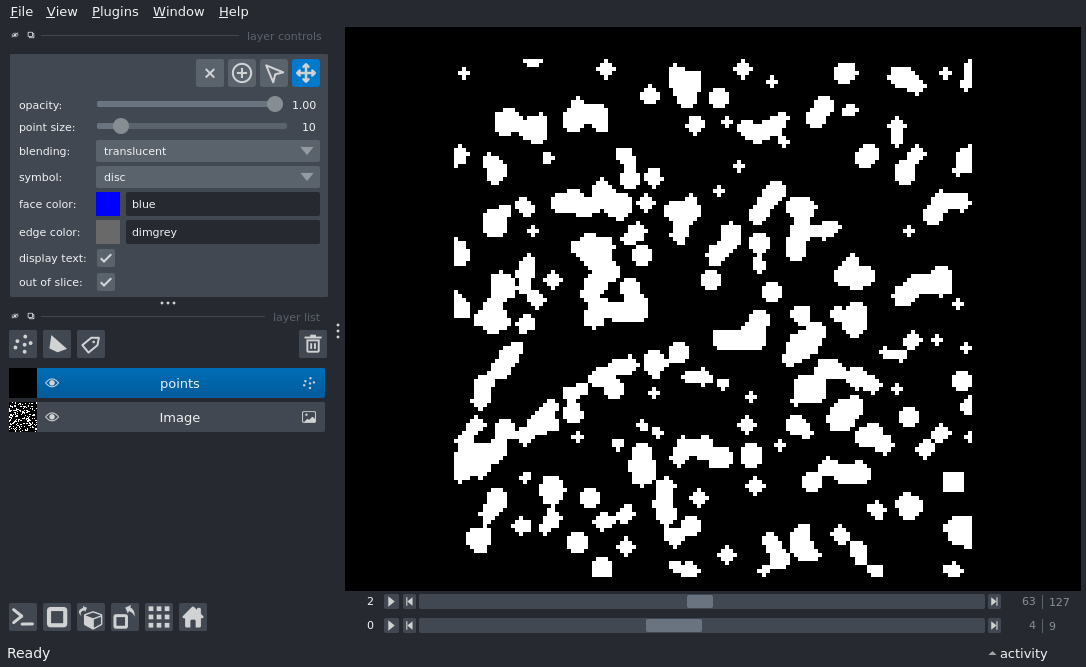 File View Plugins Window Help
layer controls
opacity: 1.00
point size: 10
blending: translucent
symbol: disc
face color: blue
edge color: dimgrey
display text:
out of slice:
layer list
points
Image
2 63 127
0 4 9
Ready activity